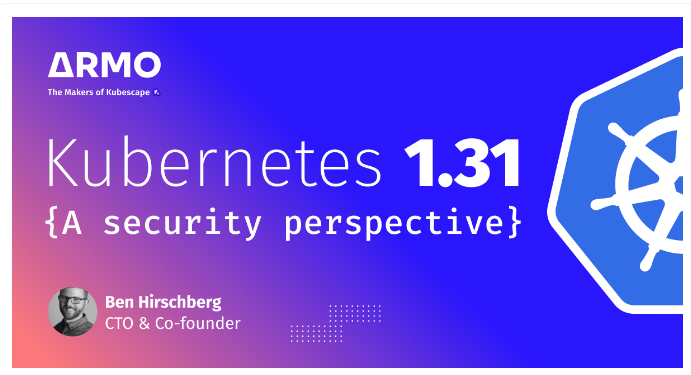 ARMO
The Makers of Kubescape
Kubernetes 1.31
{A security perspective}
Ben Hirschberg
CTO & Co-founder